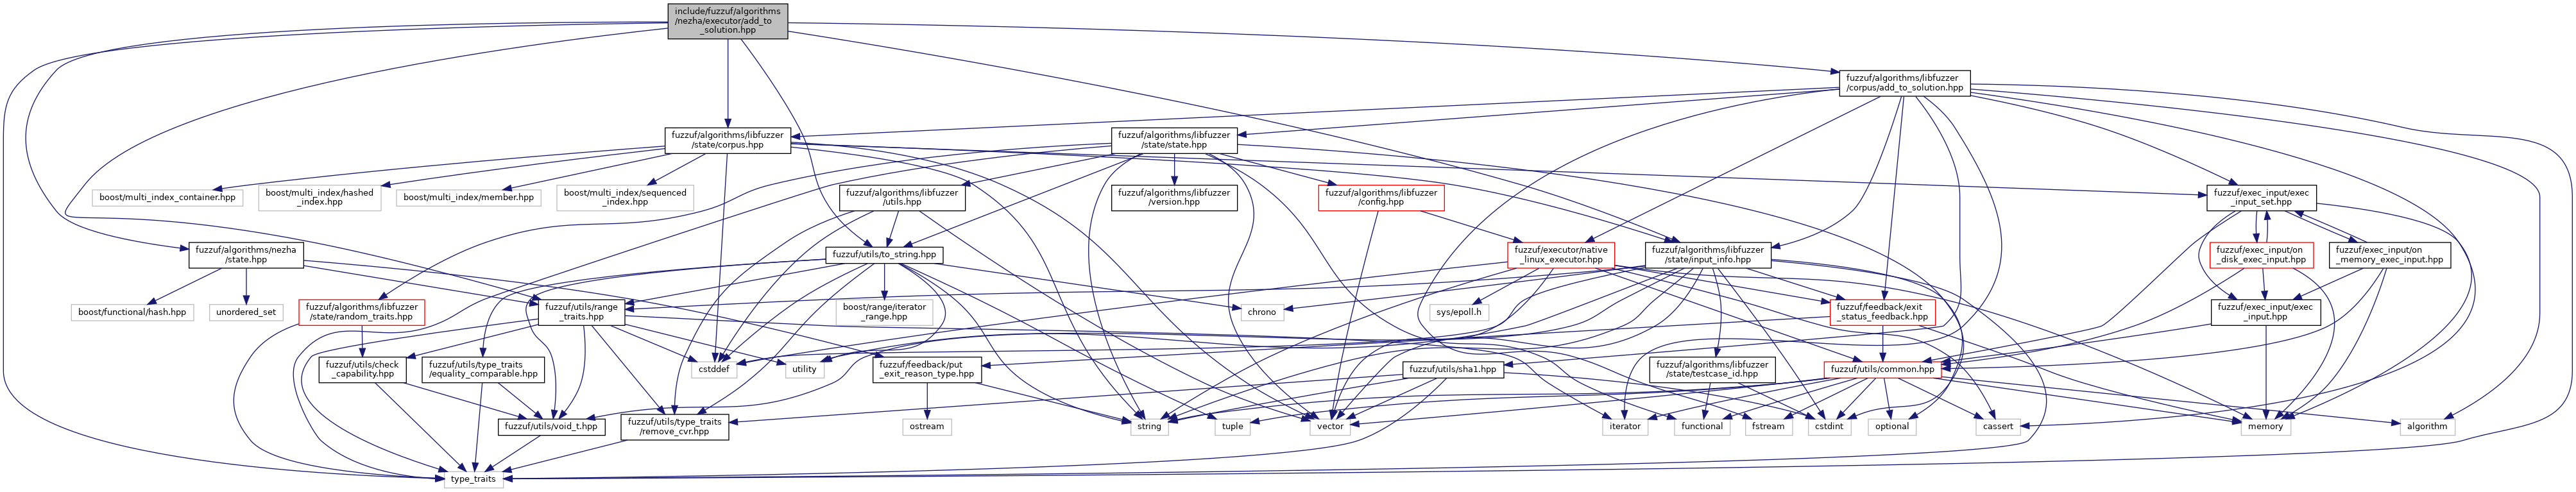 include/fuzzuf/algorithms
/nezha/executor/add_to
_solution.hpp
fuzzuf/algorithms/libfuzzer
/corpus/add_to_solution.hpp
fuzzuf/algorithms/libfuzzer
/state/corpus.hpp
fuzzuf/algorithms/libfuzzer
/state/state.hpp
boost/multi_index_container.hpp
boost/multi_index/hashed
_index.hpp
boost/multi_index/member.hpp
boost/multi_index/sequenced
_index.hpp
fuzzuf/algorithms/libfuzzer
/utils.hpp
fuzzuf/algorithms/libfuzzer
/version.hpp
fuzzuf/algorithms/libfuzzer
/config.hpp
fuzzuf/exec_input/exec
_input_set.hpp
fuzzuf/algorithms/nezha
/state.hpp
fuzzuf/utils/to_string.hpp
fuzzuf/executor/native
_linux_executor.hpp
fuzzuf/algorithms/libfuzzer
/state/input_info.hpp
fuzzuf/exec_input/on
_disk_exec_input.hpp
fuzzuf/exec_input/on
_memory_exec_input.hpp
boost/functional/hash.hpp
unordered_set
fuzzuf/algorithms/libfuzzer
/state/random_traits.hpp
fuzzuf/utils/range
_traits.hpp
boost/range/iterator
_range.hpp
chrono
sys/epoll.h
fuzzuf/feedback/exit
_status_feedback.hpp
fuzzuf/exec_input/exec
_input.hpp
fuzzuf/utils/check
_capability.hpp
fuzzuf/utils/type_traits
/equality_comparable.hpp
cstddef
utility
fuzzuf/feedback/put
_exit_reason_type.hpp
fuzzuf/utils/sha1.hpp
fuzzuf/algorithms/libfuzzer
/state/testcase_id.hpp
fuzzuf/utils/common.hpp
fuzzuf/utils/void_t.hpp
fuzzuf/utils/type_traits
/remove_cvr.hpp
ostream
string
tuple
vector
iterator
functional
fstream
cstdint
optional
cassert
memory
algorithm
type_traits